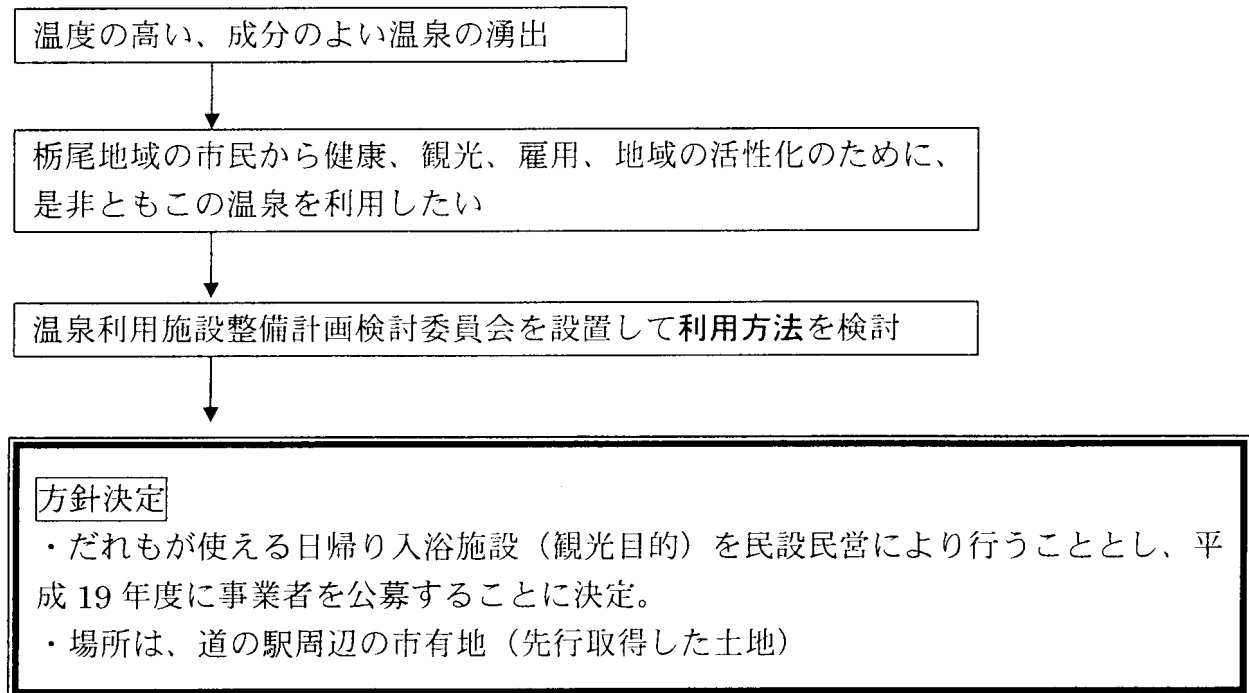 温度の高い、成分のよい温泉の湧出
栃尾地域の市民から健康、観光、雇用、地域の活性化のために、
是非ともこの温泉を利用したい
温泉利用施設整備計画検討委員会を設置して利用方法を検討
方針決定
・だれもが使える日帰り入浴施設（観光目的）を民設民営により行うこととし、平
成 19 年度に事業者を公募することに決定。
・場所は、道の駅周辺の市有地（先行取得した土地）